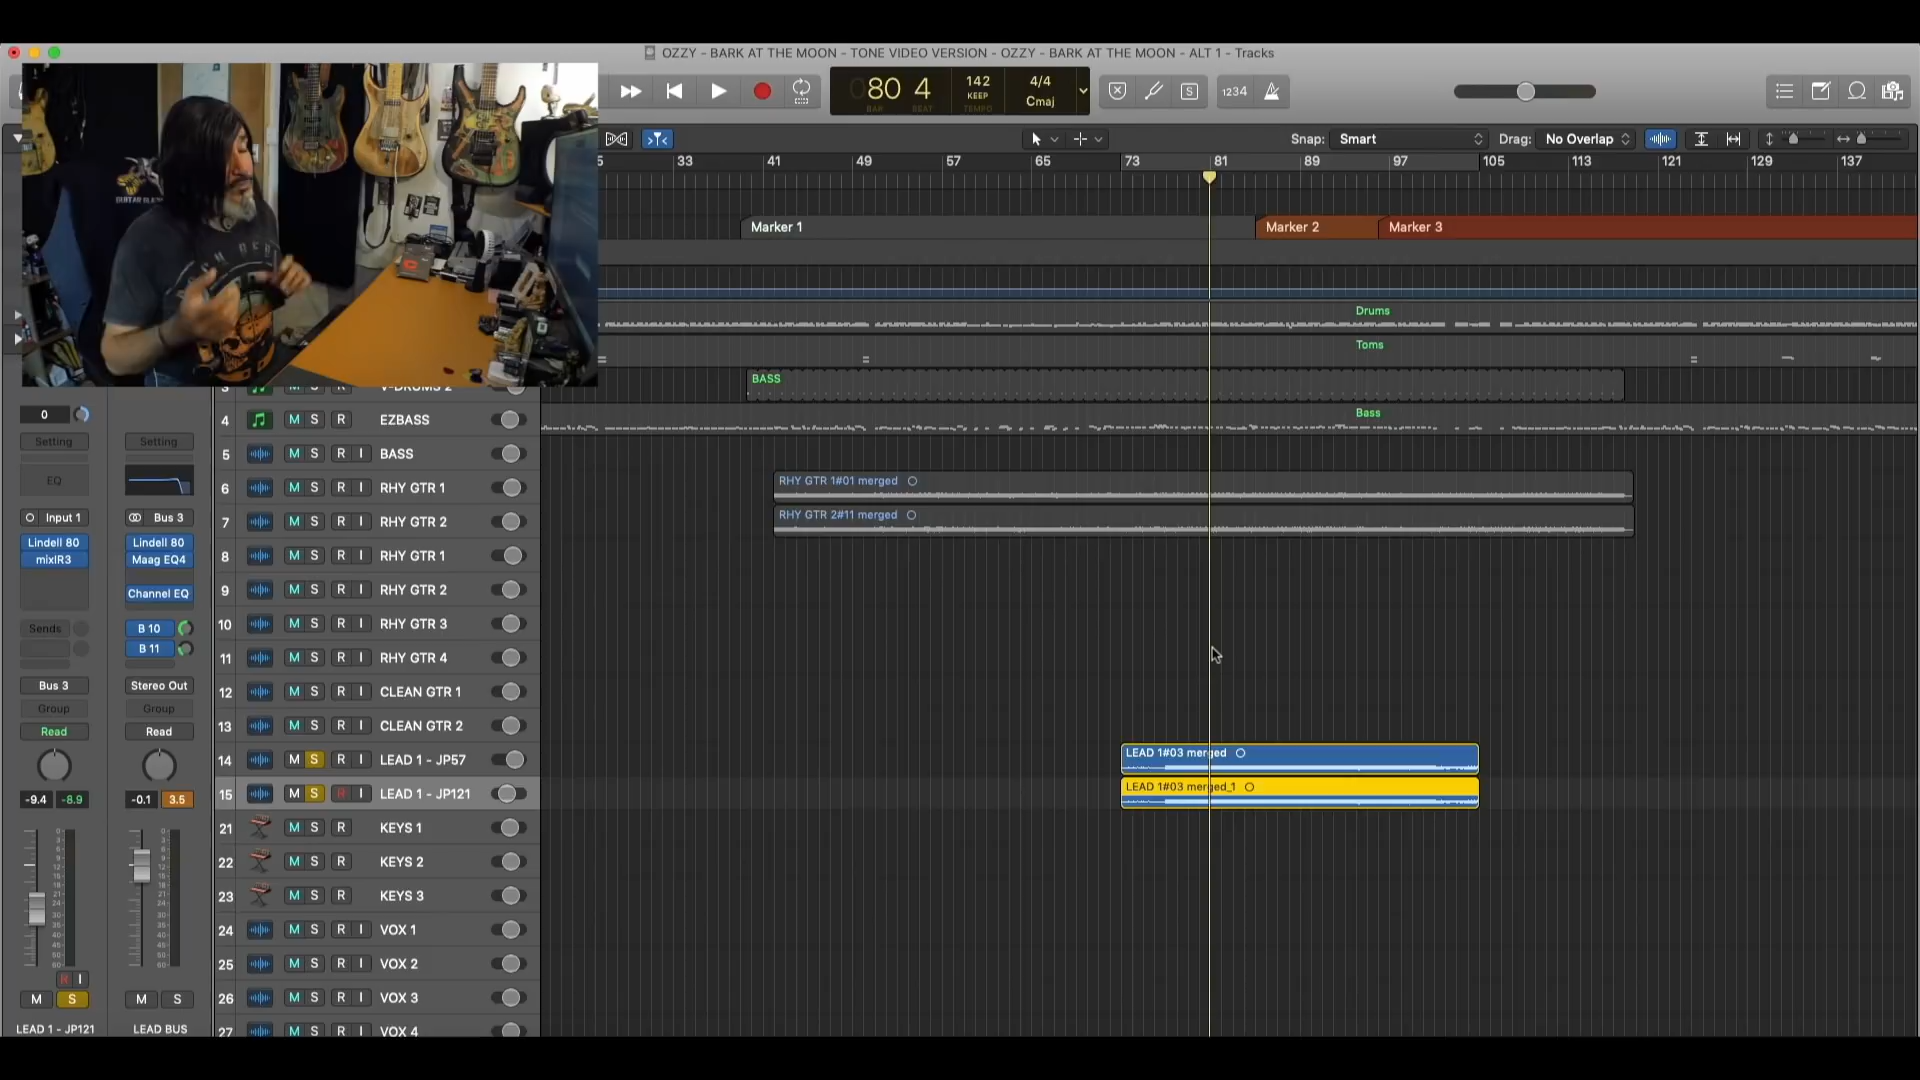 OZZY - BARK AT THE MOON - TONE VIDEO VERSION - OZZY - BARK AT THE MOON - ALT 1 - Tracks
80 4 142 4/4
KEEP Cmaj
BAR BEAT TEMPO
1234
Snap: Smart Drag: No Overlap
33 41 49 57 65 73 81 89 97 105 113 121 129 137
Marker 1 Marker 2 Marker 3
Drums
Toms
3 V-DRUMS 2 BASS
4 M S R EZBASS Bass
5 M S R I BASS
6 M S R I RHY GTR 1 RHY GTR 1#01 merged
7 M S R I RHY GTR 2 RHY GTR 2#11 merged
8 M S R I RHY GTR 1
9 M S R I RHY GTR 2
10 M S R I RHY GTR 3
11 M S R I RHY GTR 4
12 M S R I CLEAN GTR 1
13 M S R I CLEAN GTR 2
14 M S R I LEAD 1 - JP57 LEAD 1#03 merged
15 M S R I LEAD 1 - JP121 LEAD 1#03 merged_1
21 M S R KEYS 1
22 M S R KEYS 2
23 M S R KEYS 3
24 M S R I VOX 1
25 M S R I VOX 2
26 M S R I VOX 3
27 M S R I VOX 4
0
Setting Setting
EQ
Input 1 Bus 3
Lindell 80 Lindell 80
mixIR3 Maag EQ4
Channel EQ
Sends B 10
B 11
Bus 3 Stereo Out
Group Group
Read Read
-9.4 -8.9 -0.1 3.5
R I
M S M S
LEAD 1 - JP121 LEAD BUS